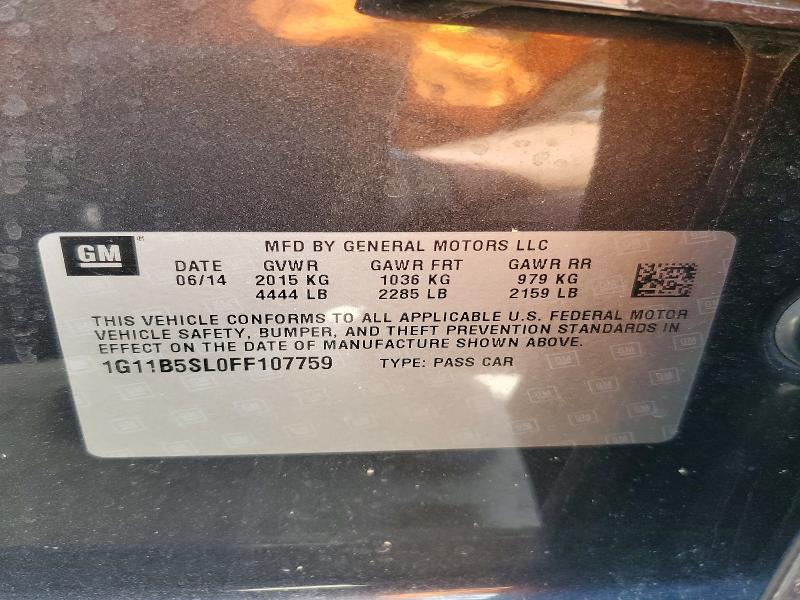 GM ®
MFD BY GENERAL MOTORS LLC
DATE GVWR GAWR FRT GAWR RR
06/14 2015 KG 1036 KG 979 KG
4444 LB 2285 LB 2159 LB
THIS VEHICLE CONFORMS TO ALL APPLICABLE U.S. FEDERAL MOTOR
VEHICLE SAFETY, BUMPER, AND THEFT PREVENTION STANDARDS IN
EFFECT ON THE DATE OF MANUFACTURE SHOWN ABOVE.
1G11B5SL0FF107759 TYPE: PASS CAR